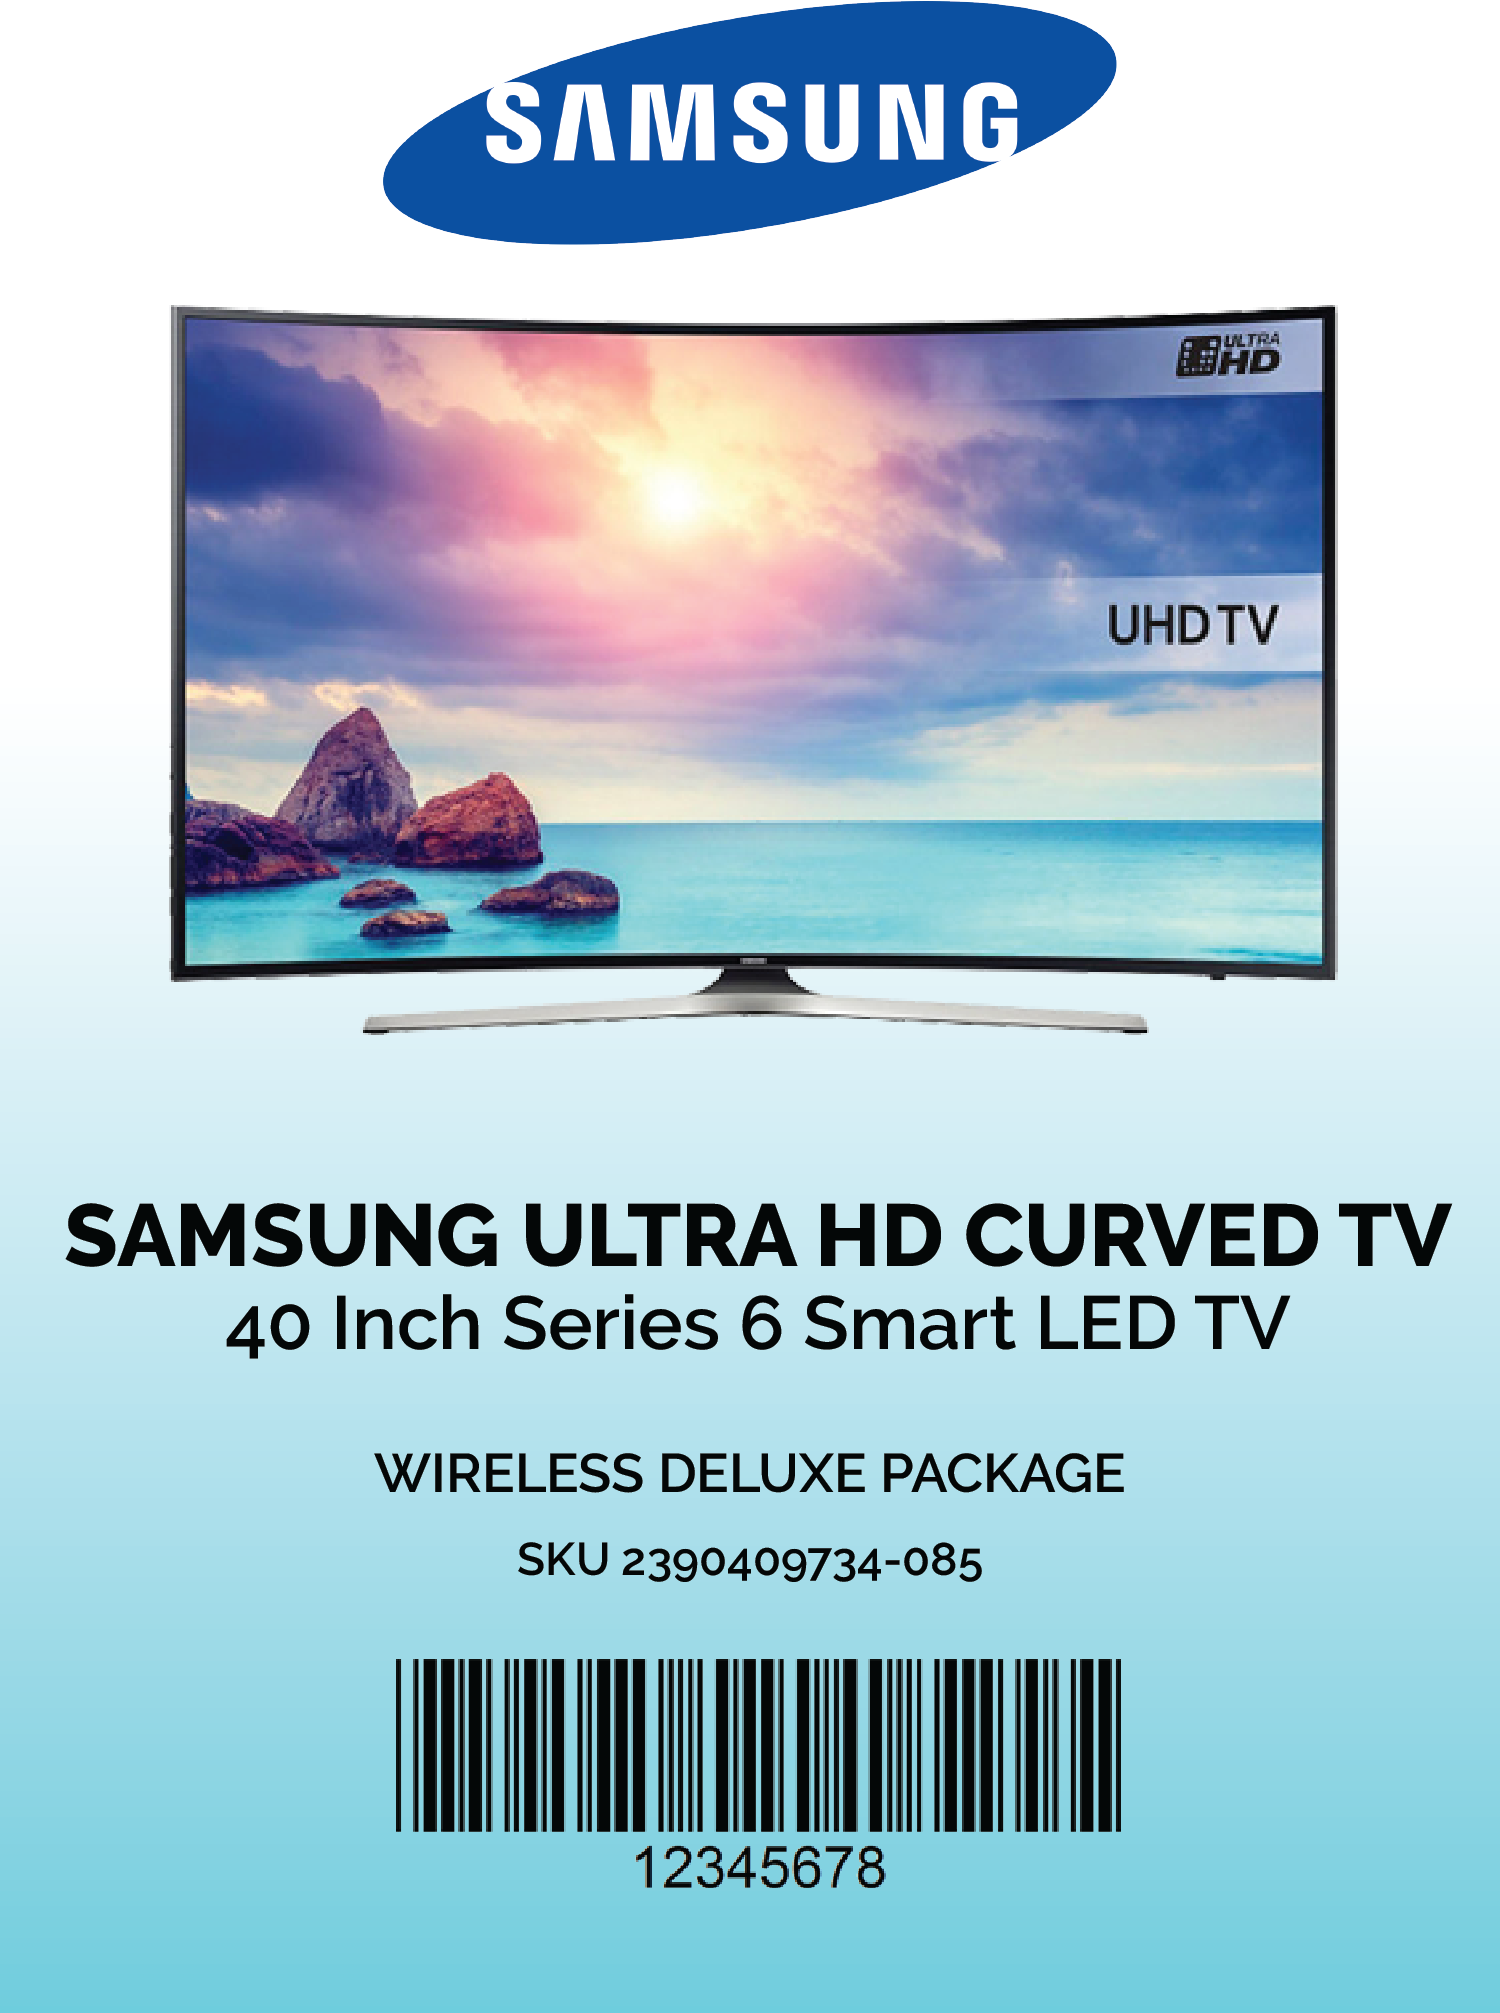 SAMSUNG
ULTRA
HD
UHD TV
SAMSUNG ULTRA HD CURVED TV
40 Inch Series 6 Smart LED TV
WIRELESS DELUXE PACKAGE
SKU 2390409734-085
12345678